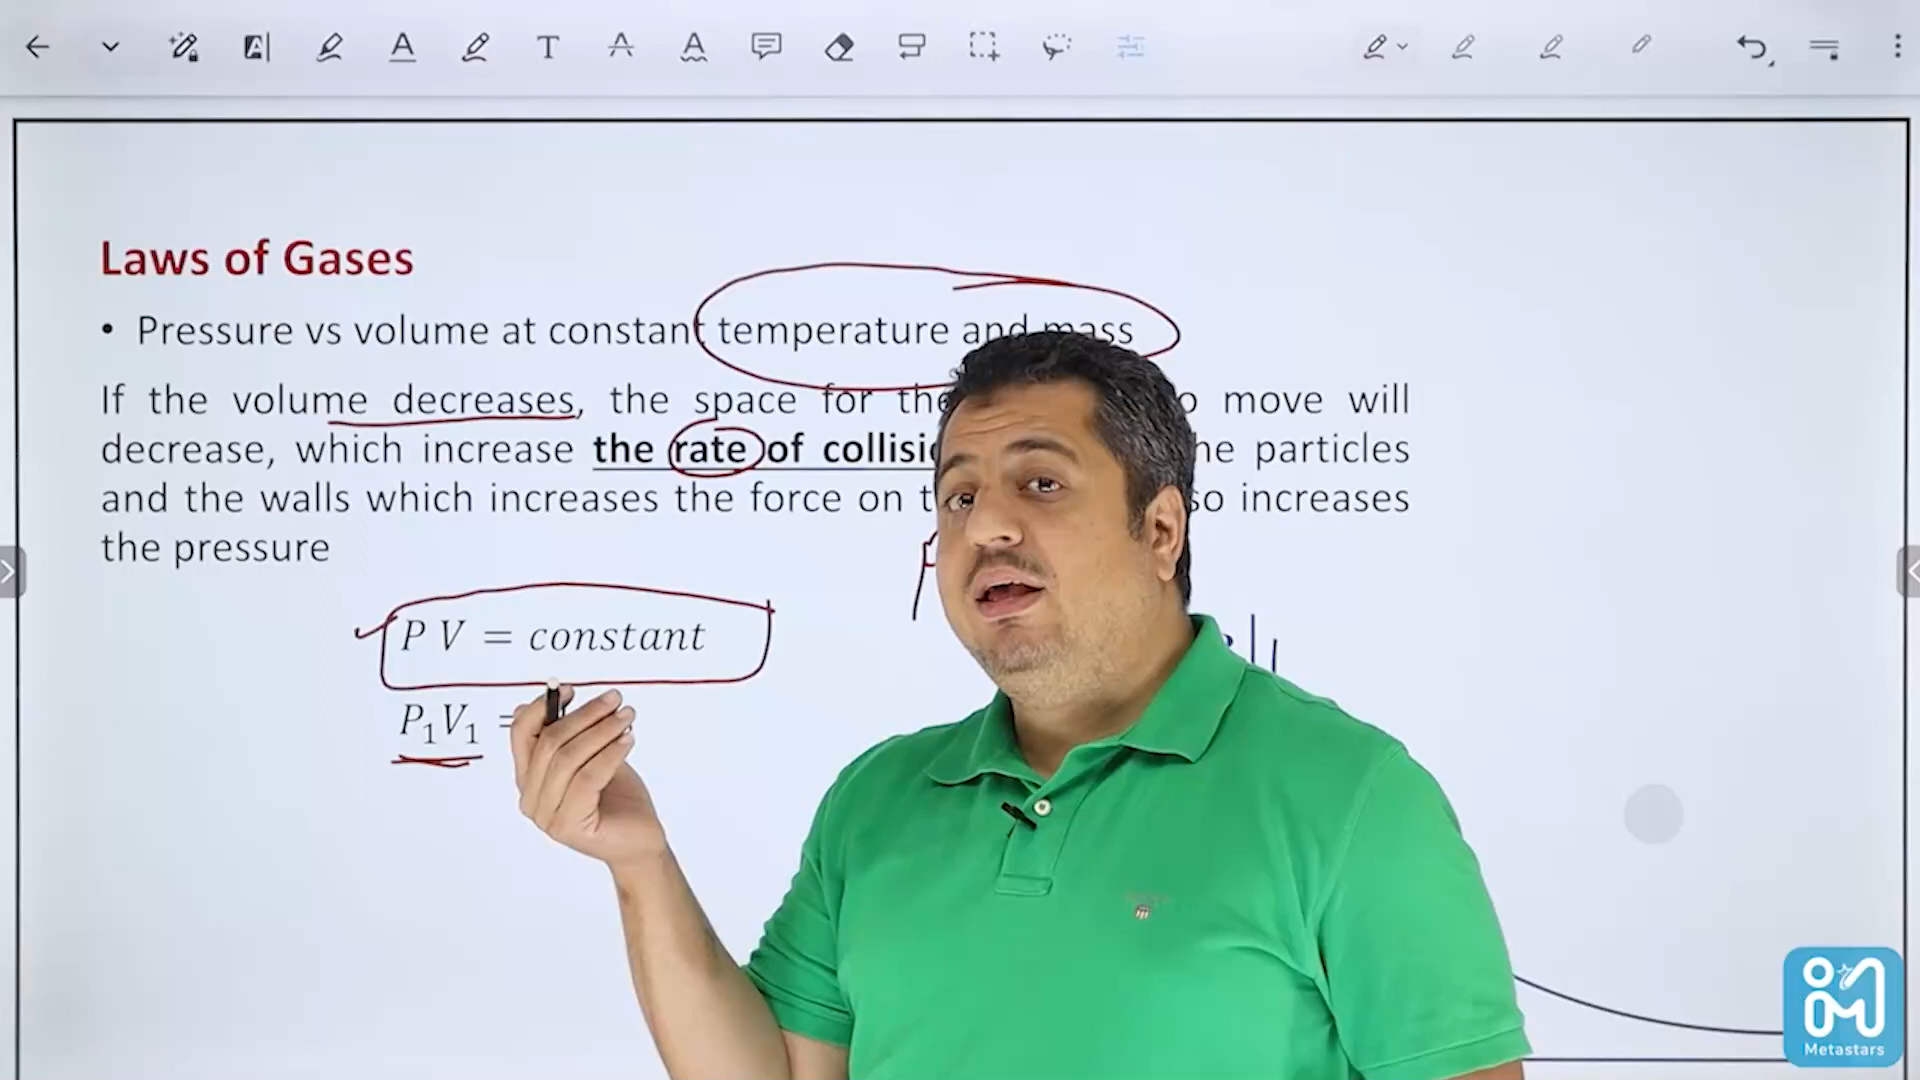 Laws of Gases
• Pressure vs volume at constant temperature and mass
If the volume decreases, the space for the o move will
decrease, which increase the rate of collisio he particles
and the walls which increases the force on t so increases
the pressure
P V = constant
P₁V₁ =
Metastars